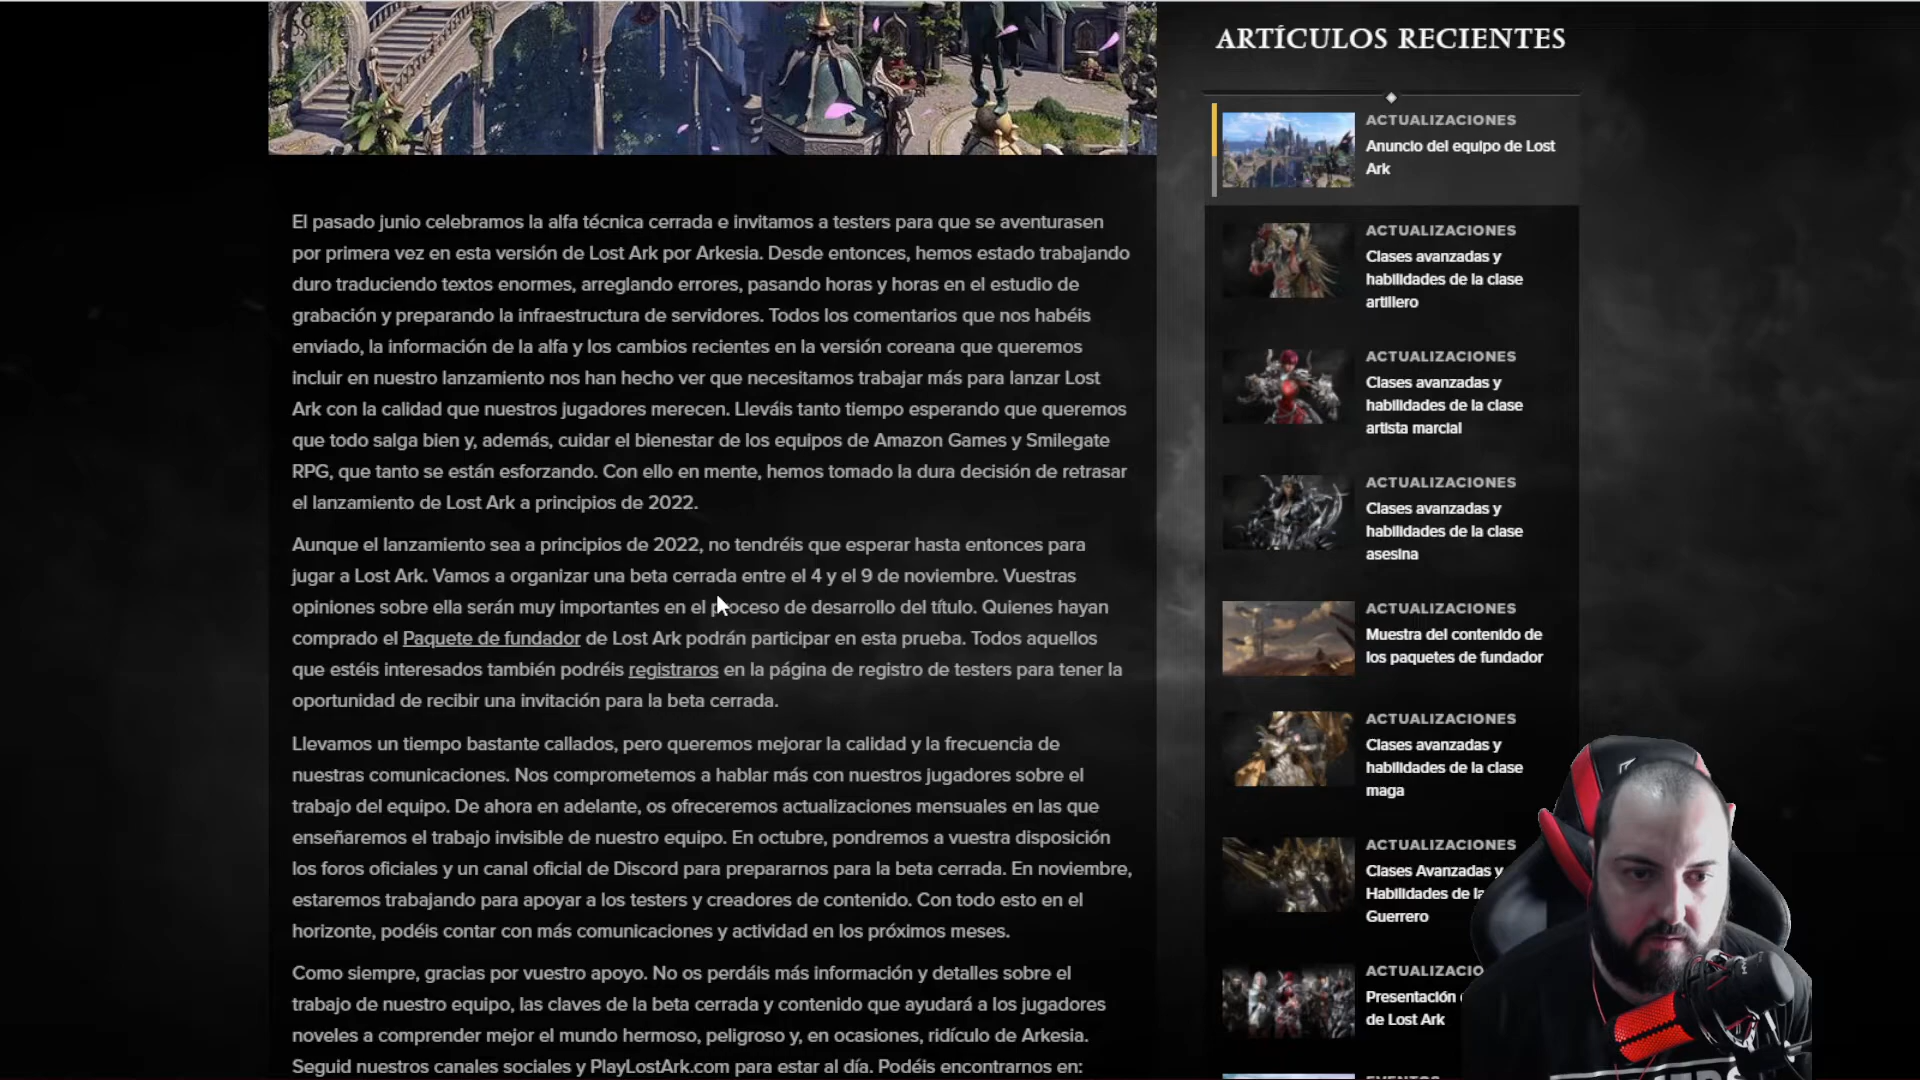 El pasado junio celebramos la alfa técnica cerrada e invitamos a testers para que se aventurasen
por primera vez en esta versión de Lost Ark por Arkesia. Desde entonces, hemos estado trabajando
duro traduciendo textos enormes, arreglando errores, pasando horas y horas en el estudio de
grabación y preparando la infraestructura de servidores. Todos los comentarios que nos habéis
enviado, la información de la alfa y los cambios recientes en la versión coreana que queremos
incluir en nuestro lanzamiento nos han hecho ver que necesitamos trabajar más para lanzar Lost
Ark con la calidad que nuestros jugadores merecen. Lleváis tanto tiempo esperando que queremos
que todo salga bien y, además, cuidar el bienestar de los equipos de Amazon Games y Smilegate
RPG, que tanto se están esforzando. Con ello en mente, hemos tomado la dura decisión de retrasar
el lanzamiento de Lost Ark a principios de 2022.
Aunque el lanzamiento sea a principios de 2022, no tendréis que esperar hasta entonces para
jugar a Lost Ark. Vamos a organizar una beta cerrada entre el 4 y el 9 de noviembre. Vuestras
opiniones sobre ella serán muy importantes en el proceso de desarrollo del título. Quienes hayan
comprado el Paquete de fundador de Lost Ark podrán participar en esta prueba. Todos aquellos
que estéis interesados también podréis registraros en la página de registro de testers para tener la
oportunidad de recibir una invitación para la beta cerrada.
Llevamos un tiempo bastante callados, pero queremos mejorar la calidad y la frecuencia de
nuestras comunicaciones. Nos comprometemos a hablar más con nuestros jugadores sobre el
trabajo del equipo. De ahora en adelante, os ofreceremos actualizaciones mensuales en las que
enseñaremos el trabajo invisible de nuestro equipo. En octubre, pondremos a vuestra disposición
los foros oficiales y un canal oficial de Discord para prepararnos para la beta cerrada. En noviembre,
estaremos trabajando para apoyar a los testers y creadores de contenido. Con todo esto en el
horizonte, podéis contar con más comunicaciones y actividad en los próximos meses.
Como siempre, gracias por vuestro apoyo. No os perdáis más información y detalles sobre el
trabajo de nuestro equipo, las claves de la beta cerrada y contenido que ayudará a los jugadores
noveles a comprender mejor el mundo hermoso, peligroso y, en ocasiones, ridículo de Arkesia.
Seguid nuestros canales sociales y PlayLostArk.com para estar al día. Podéis encontrarnos en:
ARTÍCULOS RECIENTES
ACTUALIZACIONES
Anuncio del equipo de Lost
Ark
ACTUALIZACIONES
Clases avanzadas y
habilidades de la clase
artillero
ACTUALIZACIONES
Clases avanzadas y
habilidades de la clase
artista marcial
ACTUALIZACIONES
Clases avanzadas y
habilidades de la clase
asesina
ACTUALIZACIONES
Muestra del contenido de
los paquetes de fundador
ACTUALIZACIONES
Clases avanzadas y
habilidades de la clase
maga
ACTUALIZACIONES
Clases Avanzadas y
Habilidades de la
Guerrero
ACTUALIZACIO
Presentación
de Lost Ark